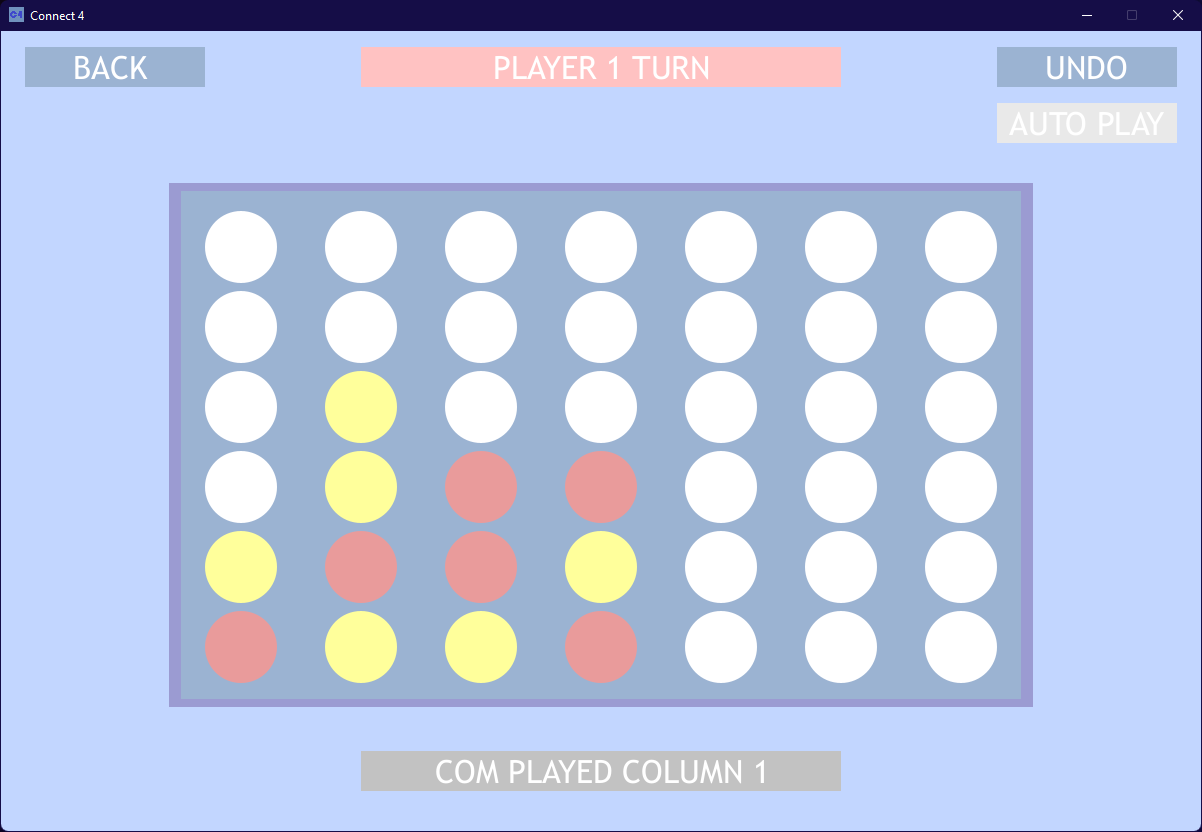 Connect 4
BACK
PLAYER 1 TURN
UNDO
AUTO PLAY
COM PLAYED COLUMN 1